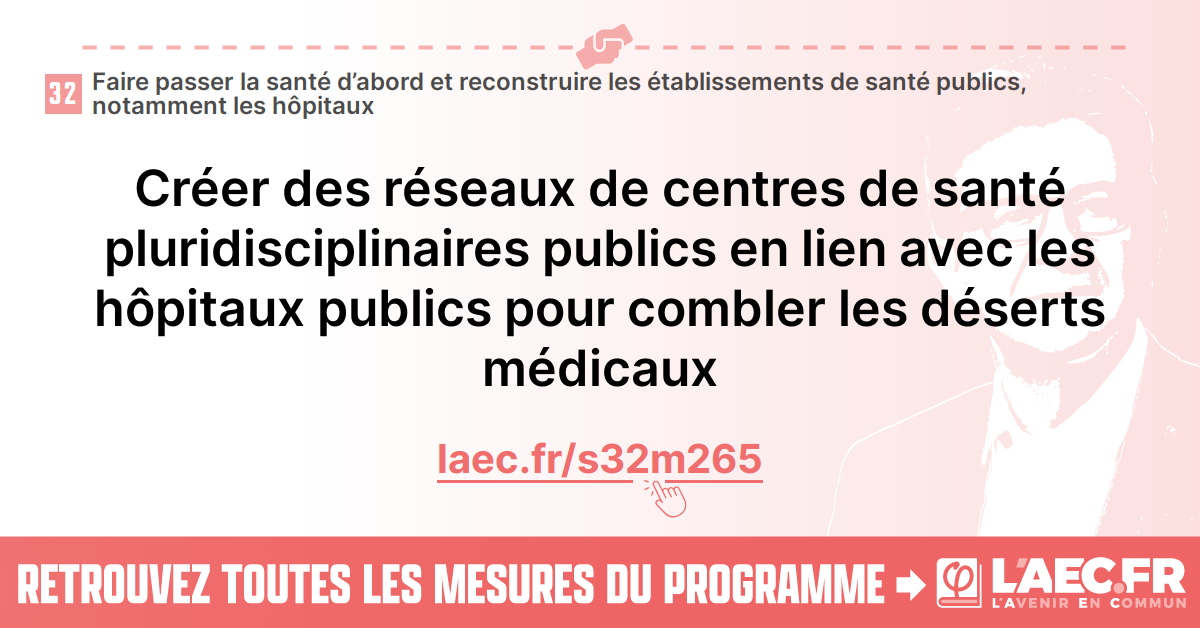 32
Faire passer la santé d’abord et reconstruire les établissements de santé publics,
notamment les hôpitaux
Créer des réseaux de centres de santé
pluridisciplinaires publics en lien avec les
hôpitaux publics pour combler les déserts
médicaux
laec.fr/s32m265
RETROUVEZ TOUTES LES MESURES DU PROGRAMME
φ
L'AEC.FR
L'AVENIR EN COMMUN